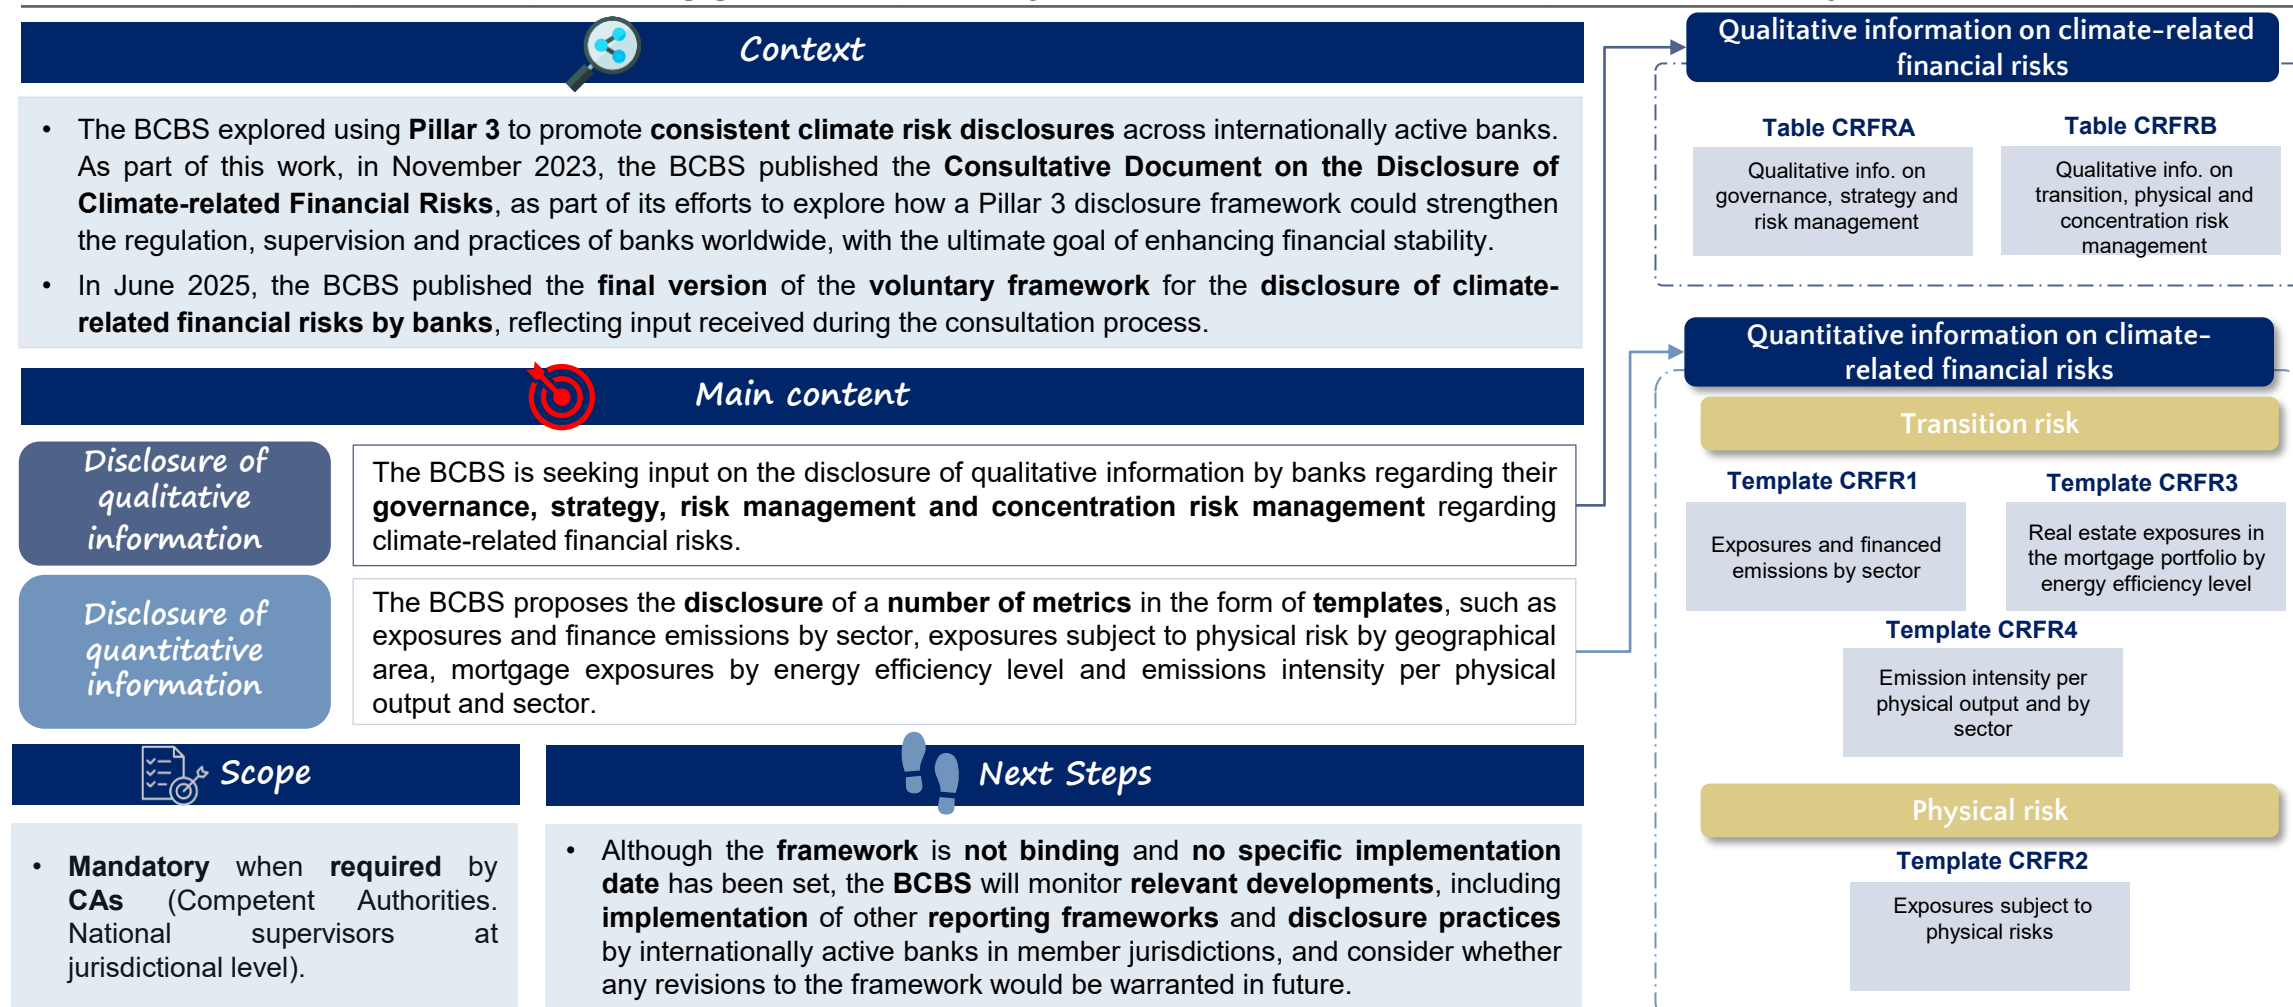 Context
• The BCBS explored using Pillar 3 to promote consistent climate risk disclosures across internationally active banks.
As part of this work, in November 2023, the BCBS published the Consultative Document on the Disclosure of
Climate-related Financial Risks, as part of its efforts to explore how a Pillar 3 disclosure framework could strengthen
the regulation, supervision and practices of banks worldwide, with the ultimate goal of enhancing financial stability.
• In June 2025, the BCBS published the final version of the voluntary framework for the disclosure of climate-
related financial risks by banks, reflecting input received during the consultation process.
Main content
Disclosure of
qualitative
information
The BCBS is seeking input on the disclosure of qualitative information by banks regarding their
governance, strategy, risk management and concentration risk management regarding
climate-related financial risks.
Disclosure of
quantitative
information
The BCBS proposes the disclosure of a number of metrics in the form of templates, such as
exposures and finance emissions by sector, exposures subject to physical risk by geographical
area, mortgage exposures by energy efficiency level and emissions intensity per physical
output and sector.
Scope
• Mandatory when required by
CAs (Competent Authorities.
National supervisors at
jurisdictional level).
Next Steps
• Although the framework is not binding and no specific implementation
date has been set, the BCBS will monitor relevant developments, including
implementation of other reporting frameworks and disclosure practices
by internationally active banks in member jurisdictions, and consider whether
any revisions to the framework would be warranted in future.
Qualitative information on climate-related
financial risks
Table CRFRA
Qualitative info. on
governance, strategy and
risk management
Table CRFRB
Qualitative info. on
transition, physical and
concentration risk
management
Quantitative information on climate-
related financial risks
Transition risk
Template CRFR1
Exposures and financed
emissions by sector
Template CRFR3
Real estate exposures in
the mortgage portfolio by
energy efficiency level
Template CRFR4
Emission intensity per
physical output and by
sector
Physical risk
Template CRFR2
Exposures subject to
physical risks